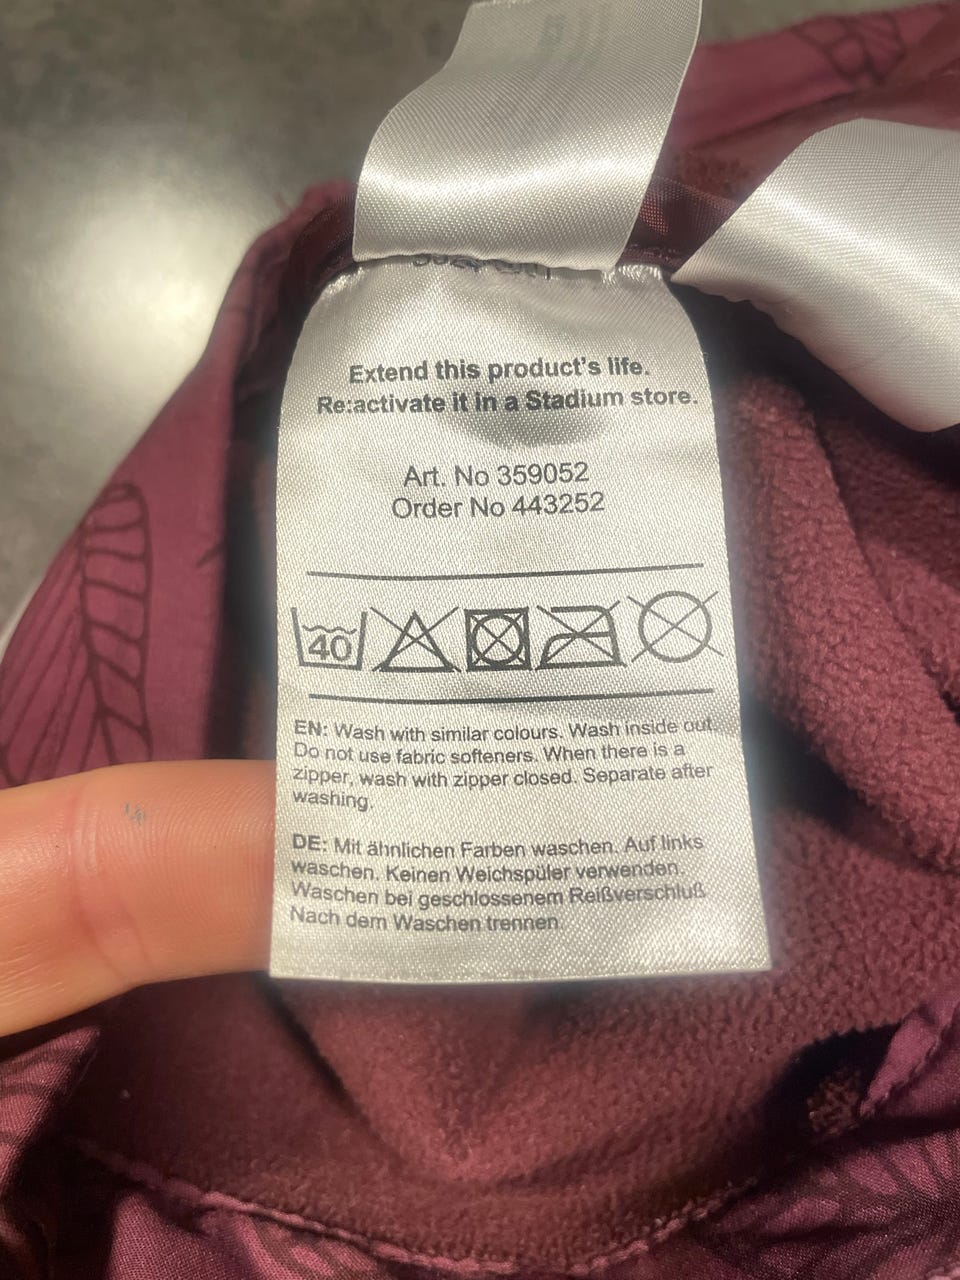 Extend this product's life.
Re:activate it in a Stadium store.
Art. No 359052
Order No 443252
40
EN: Wash with similar colours. Wash inside out.
Do not use fabric softeners. When there is a
zipper, wash with zipper closed. Separate after
washing.
DE: Mit ähnlichen Farben waschen. Auf links
waschen. Keinen Weichspüler verwenden.
Waschen bei geschlossenem Reißverschluß
Nach dem Waschen trennen.